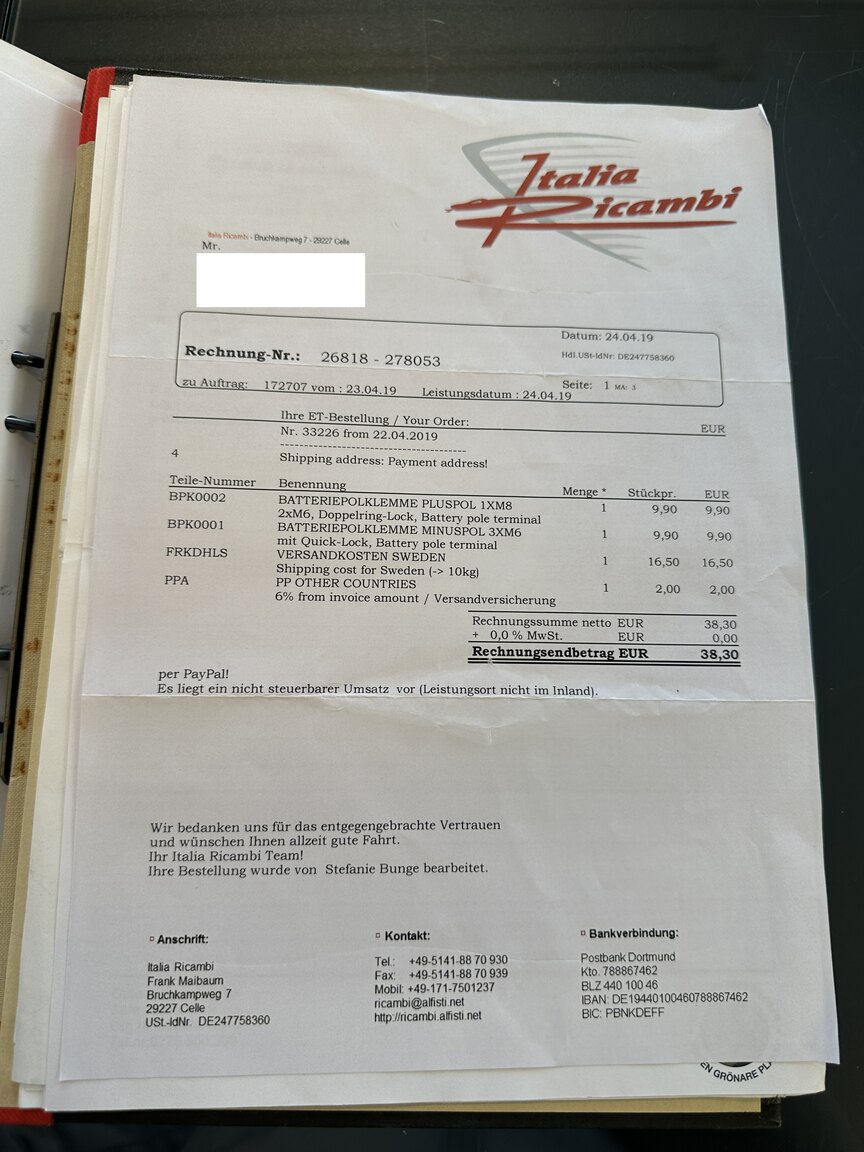 Italia
Ricambi
Italia Ricambi - Bruchkampweg 7 - 29227 Celle
Mr.
Datum: 24.04.19
Rechnung-Nr.: 26818 - 278053
Hdl.USt-IdNr: DE247758360
zu Auftrag: 172707 vom : 23.04.19 Leistungsdatum : 24.04.19 Seite: 1 MA: 3
Ihre ET-Bestellung / Your Order: EUR
Nr. 33226 from 22.04.2019
----------------------------------------
4 Shipping address: Payment address!
Teile-Nummer Benennung Menge * Stückpr. EUR
BPK0002 BATTERIEPOLKLEMME PLUSPOL 1XM8 1 9,90 9,90
2xM6, Doppelring-Lock, Battery pole terminal
BPK0001 BATTERIEPOLKLEMME MINUSPOL 3XM6 1 9,90 9,90
mit Quick-Lock, Battery pole terminal
FRKDHLS VERSANDKOSTEN SWEDEN 1 16,50 16,50
Shipping cost for Sweden (-> 10kg)
PPA PP OTHER COUNTRIES 1 2,00 2,00
6% from invoice amount / Versandversicherung
Rechnungssumme netto EUR 38,30
+ 0,0 % MwSt. EUR 0,00
Rechnungsendbetrag EUR 38,30
per PayPal!
Es liegt ein nicht steuerbarer Umsatz vor (Leistungsort nicht im Inland).
Wir bedanken uns für das entgegengebrachte Vertrauen
und wünschen Ihnen allzeit gute Fahrt.
Ihr Italia Ricambi Team!
Ihre Bestellung wurde von Stefanie Bunge bearbeitet.
Anschrift:
Italia Ricambi
Frank Maibaum
Bruchkampweg 7
29227 Celle
USt.-IdNr. DE247758360
Kontakt:
Tel.: +49-5141-88 70 930
Fax: +49-5141-88 70 939
Mobil: +49-171-7501237
ricambi@alfisti.net
http://ricambi.alfisti.net
Bankverbindung:
Postbank Dortmund
Kto. 788867462
BLZ 440 100 46
IBAN: DE19440100460788867462
BIC: PBNKDEFF
EN GRÖNARE